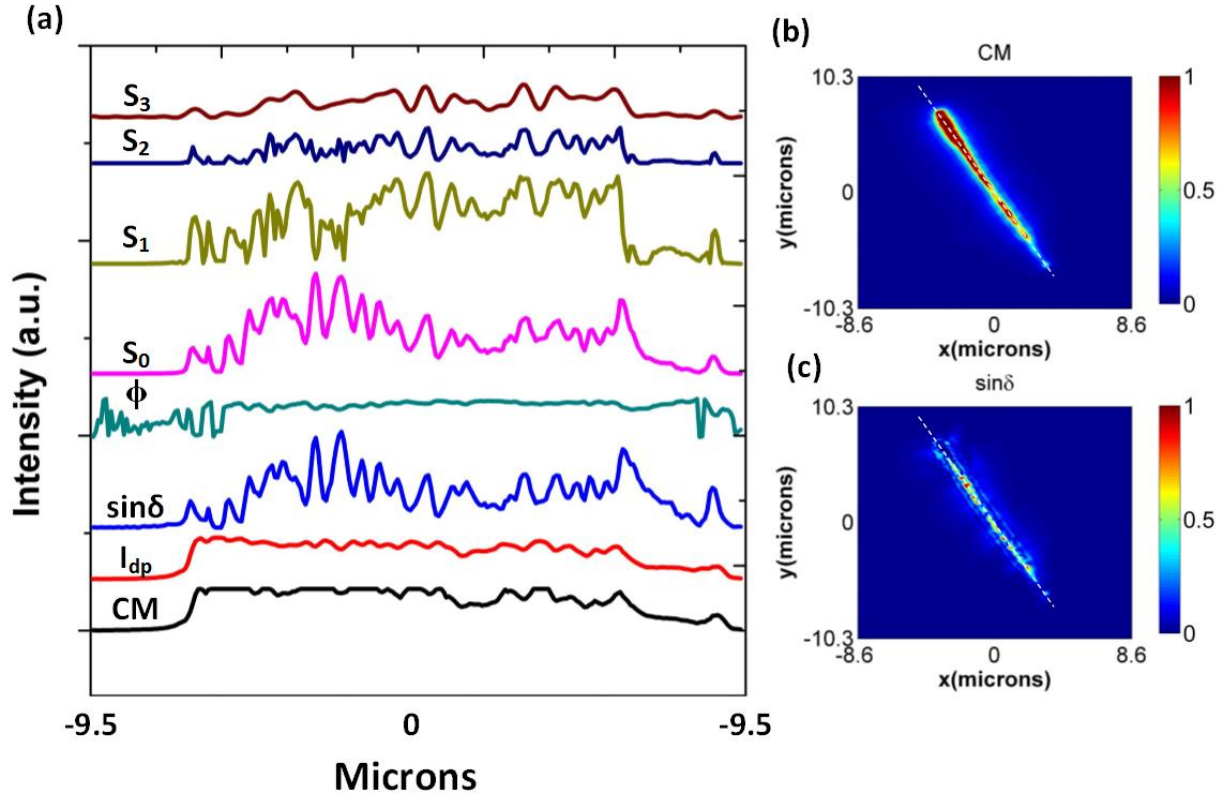 (a)
S3
S2
S1
S0
ϕ
sinδ
Idp
CM
Intensity (a.u.)
-9.5 0 -9.5
Microns
(b)
CM
10.3
0
-10.3
y(microns)
-8.6 0 8.6
x(microns)
1
0.5
0
(c)
sinδ
10.3
0
-10.3
y(microns)
-8.6 0 8.6
x(microns)
1
0.5
0